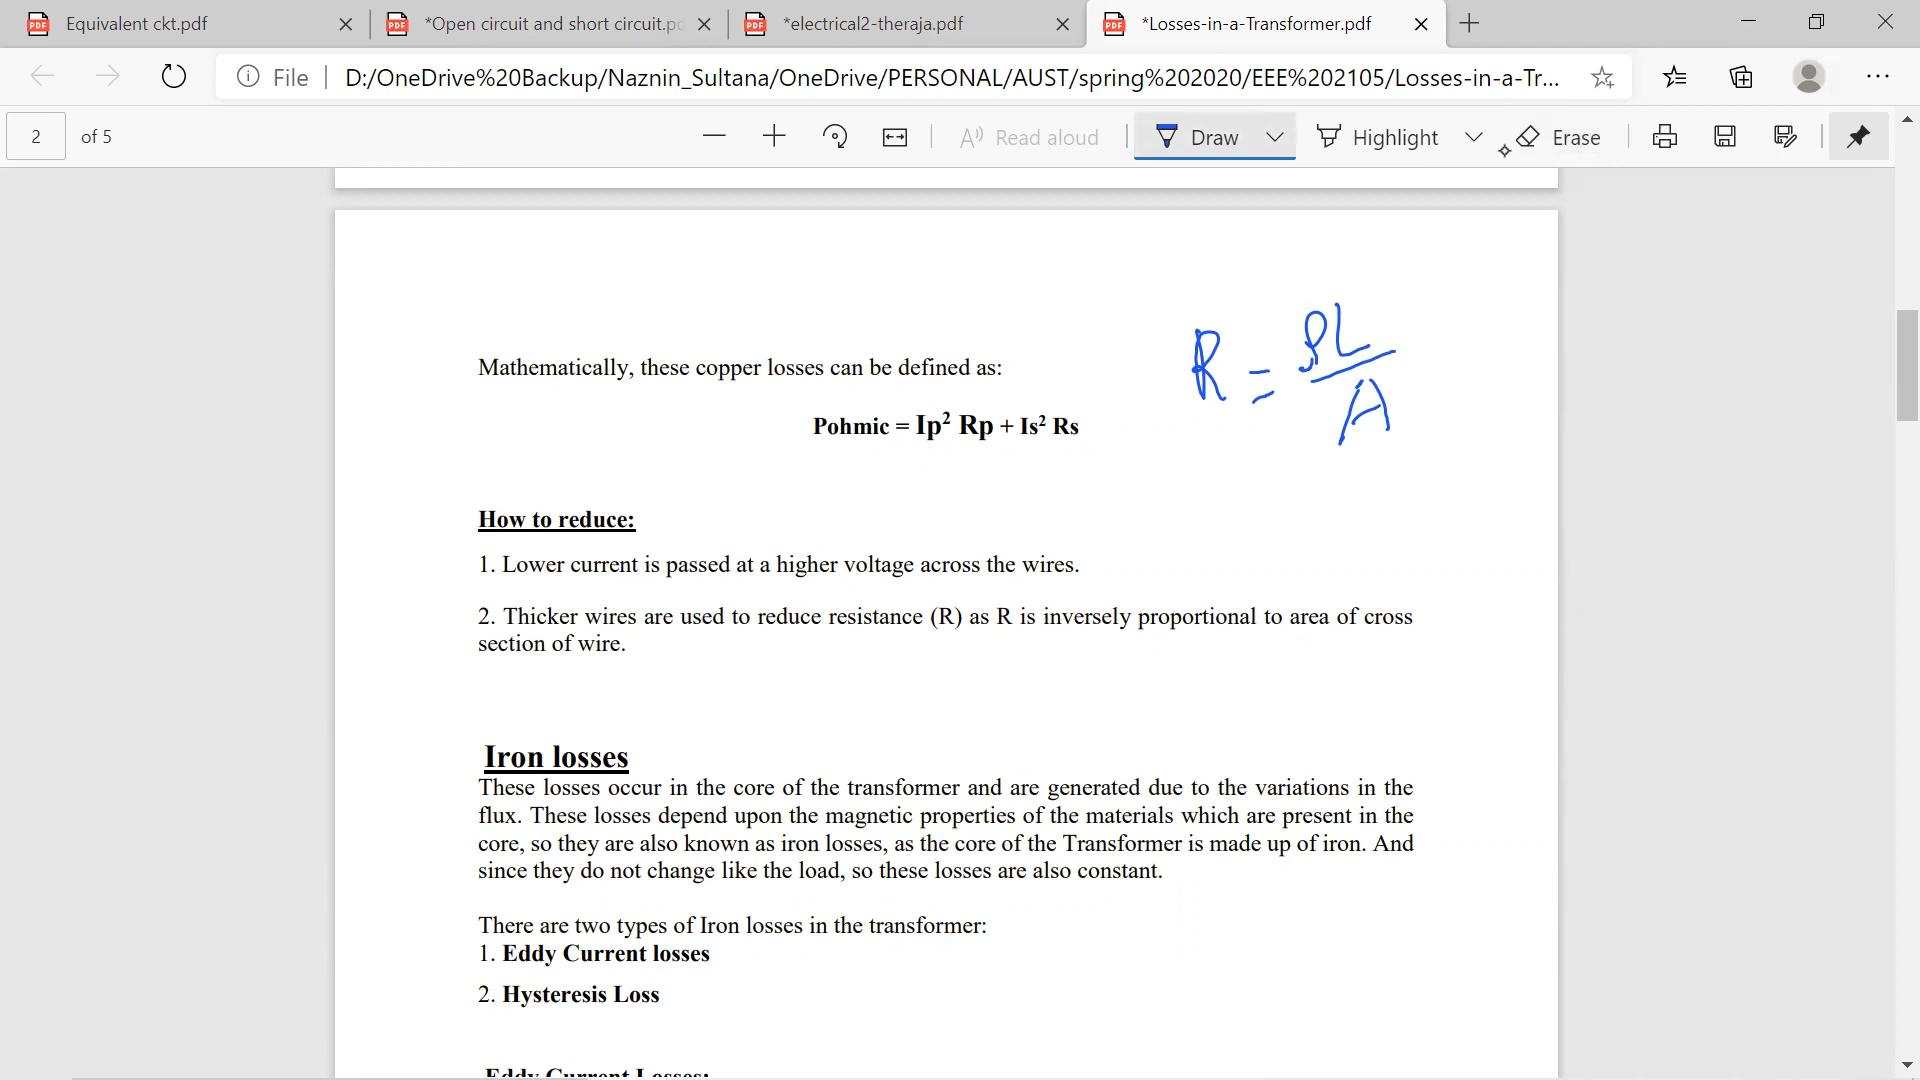 Equivalent ckt.pdf
*Open circuit and short circuit.pd
*electrical2-theraja.pdf
*Losses-in-a-Transformer.pdf
File
D:/OneDrive%20Backup/Naznin_Sultana/OneDrive/PERSONAL/AUST/spring%202020/EEE%202105/Losses-in-a-Tr...
2 of 5
Read aloud
Draw
Highlight
Erase
R = ρL/A
Mathematically, these copper losses can be defined as:
Pohmic = Ip² Rp + Is² Rs
How to reduce:
1. Lower current is passed at a higher voltage across the wires.
2. Thicker wires are used to reduce resistance (R) as R is inversely proportional to area of cross
section of wire.
Iron losses
These losses occur in the core of the transformer and are generated due to the variations in the
flux. These losses depend upon the magnetic properties of the materials which are present in the
core, so they are also known as iron losses, as the core of the Transformer is made up of iron. And
since they do not change like the load, so these losses are also constant.
There are two types of Iron losses in the transformer:
1. Eddy Current losses
2. Hysteresis Loss
Eddy Current Losses: